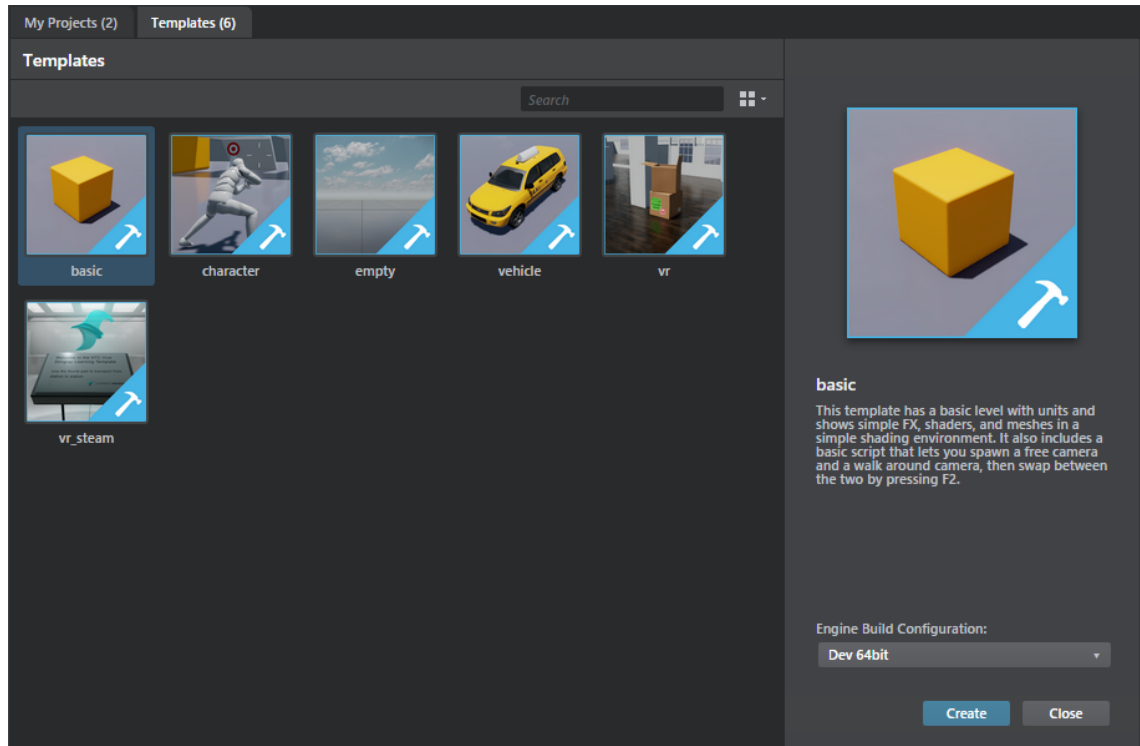 My Projects (2)
Templates (6)
Templates
Search
basic
character
empty
vehicle
vr
vr_steam
basic
This template has a basic level with units and
shows simple FX, shaders, and meshes in a
simple shading environment. It also includes a
basic script that lets you spawn a free camera
and a walk around camera, then swap between
the two by pressing F2.
Engine Build Configuration:
Dev 64bit
Create
Close